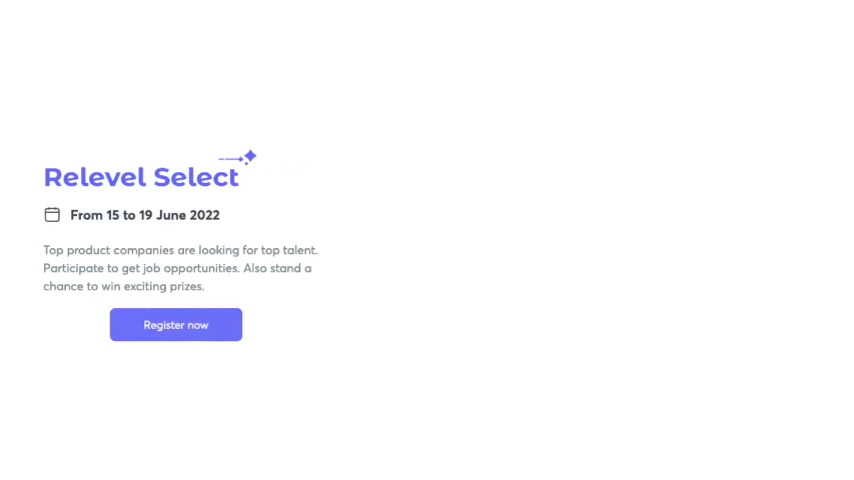 Relevel Select
From 15 to 19 June 2022
Top product companies are looking for top talent.
Participate to get job opportunities. Also stand a
chance to win exciting prizes.
Register now